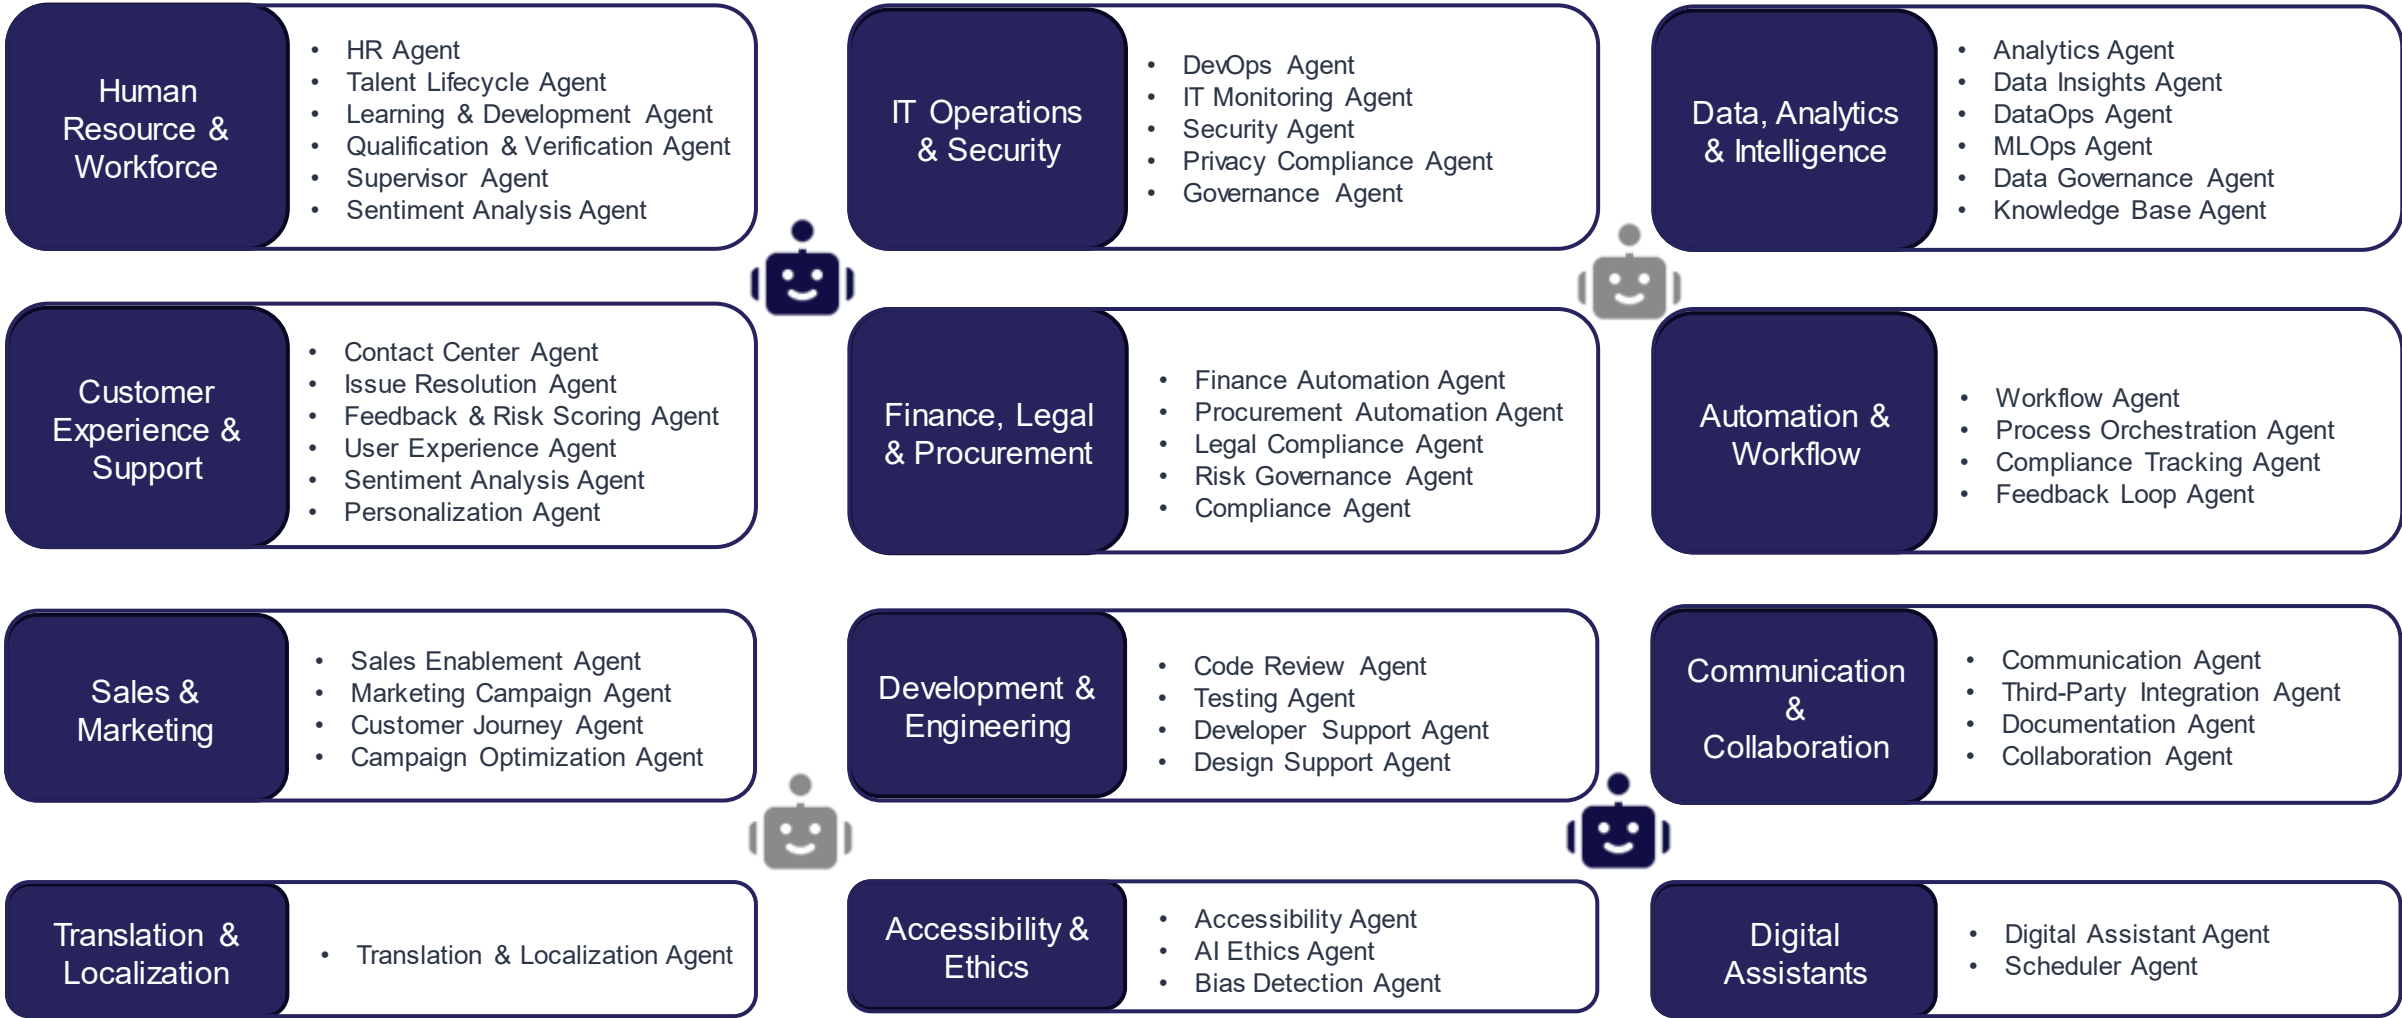 Human
Resource &
Workforce
• HR Agent
• Talent Lifecycle Agent
• Learning & Development Agent
• Qualification & Verification Agent
• Supervisor Agent
• Sentiment Analysis Agent
IT Operations
& Security
• DevOps Agent
• IT Monitoring Agent
• Security Agent
• Privacy Compliance Agent
• Governance Agent
Data, Analytics
& Intelligence
• Analytics Agent
• Data Insights Agent
• DataOps Agent
• MLOps Agent
• Data Governance Agent
• Knowledge Base Agent
Customer
Experience &
Support
• Contact Center Agent
• Issue Resolution Agent
• Feedback & Risk Scoring Agent
• User Experience Agent
• Sentiment Analysis Agent
• Personalization Agent
Finance, Legal
& Procurement
• Finance Automation Agent
• Procurement Automation Agent
• Legal Compliance Agent
• Risk Governance Agent
• Compliance Agent
Automation &
Workflow
• Workflow Agent
• Process Orchestration Agent
• Compliance Tracking Agent
• Feedback Loop Agent
Sales &
Marketing
• Sales Enablement Agent
• Marketing Campaign Agent
• Customer Journey Agent
• Campaign Optimization Agent
Development &
Engineering
• Code Review Agent
• Testing Agent
• Developer Support Agent
• Design Support Agent
Communication
&
Collaboration
• Communication Agent
• Third-Party Integration Agent
• Documentation Agent
• Collaboration Agent
Translation &
Localization
• Translation & Localization Agent
Accessibility &
Ethics
• Accessibility Agent
• AI Ethics Agent
• Bias Detection Agent
Digital
Assistants
• Digital Assistant Agent
• Scheduler Agent